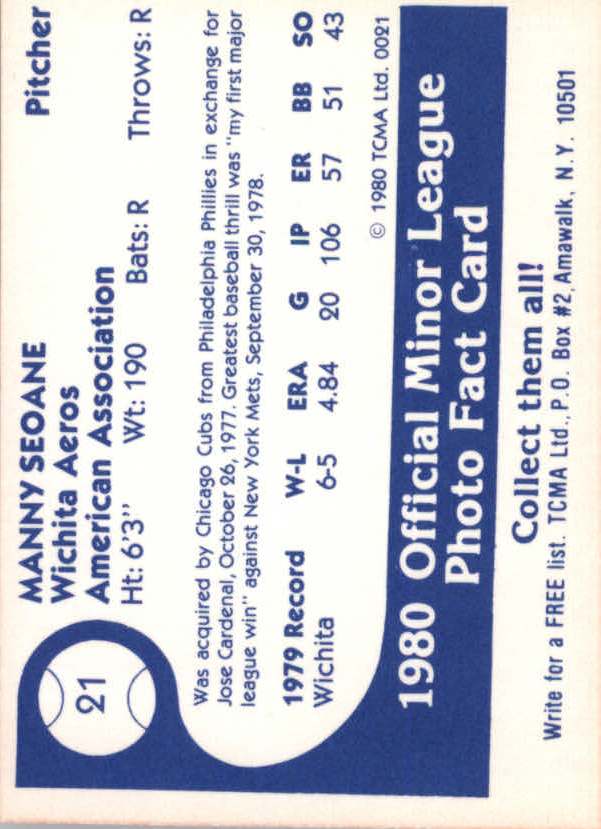 21
MANNY SEOANE Pitcher
Wichita Aeros
American Association
Ht: 6'3" Wt: 190 Bats: R Throws: R
Was acquired by Chicago Cubs from Philadelphia Phillies in exchange for
Jose Cardenal, October 26, 1977. Greatest baseball thrill was "my first major
league win" against New York Mets, September 30, 1978.
1979 Record W-L ERA G IP ER BB SO
Wichita 6-5 4.84 20 106 57 51 43
© 1980 TCMA Ltd. 0021
1980 Official Minor League
Photo Fact Card
Collect them all!
Write for a FREE list. TCMA Ltd., P.O. Box #2, Amawalk, N.Y. 10501